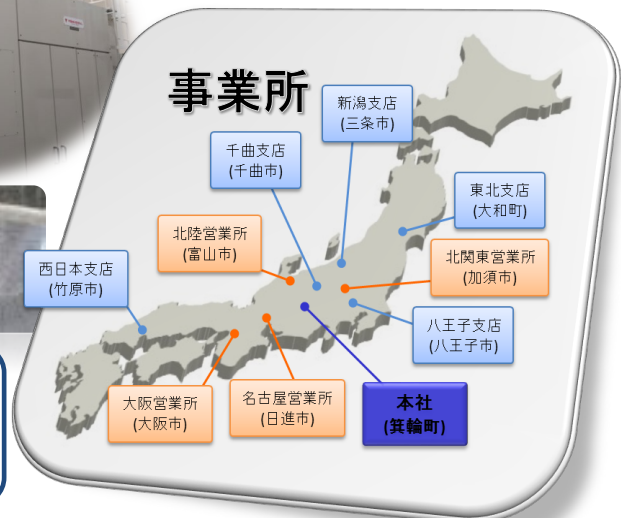 事業所
新潟支店
(三条市)
千曲支店
(千曲市)
東北支店
(大和町)
北陸営業所
(富山市)
北関東営業所
(加須市)
西日本支店
(竹原市)
八王子支店
(八王子市)
本社
(箕輪町)
名古屋営業所
(日進市)
大阪営業所
(大阪市)